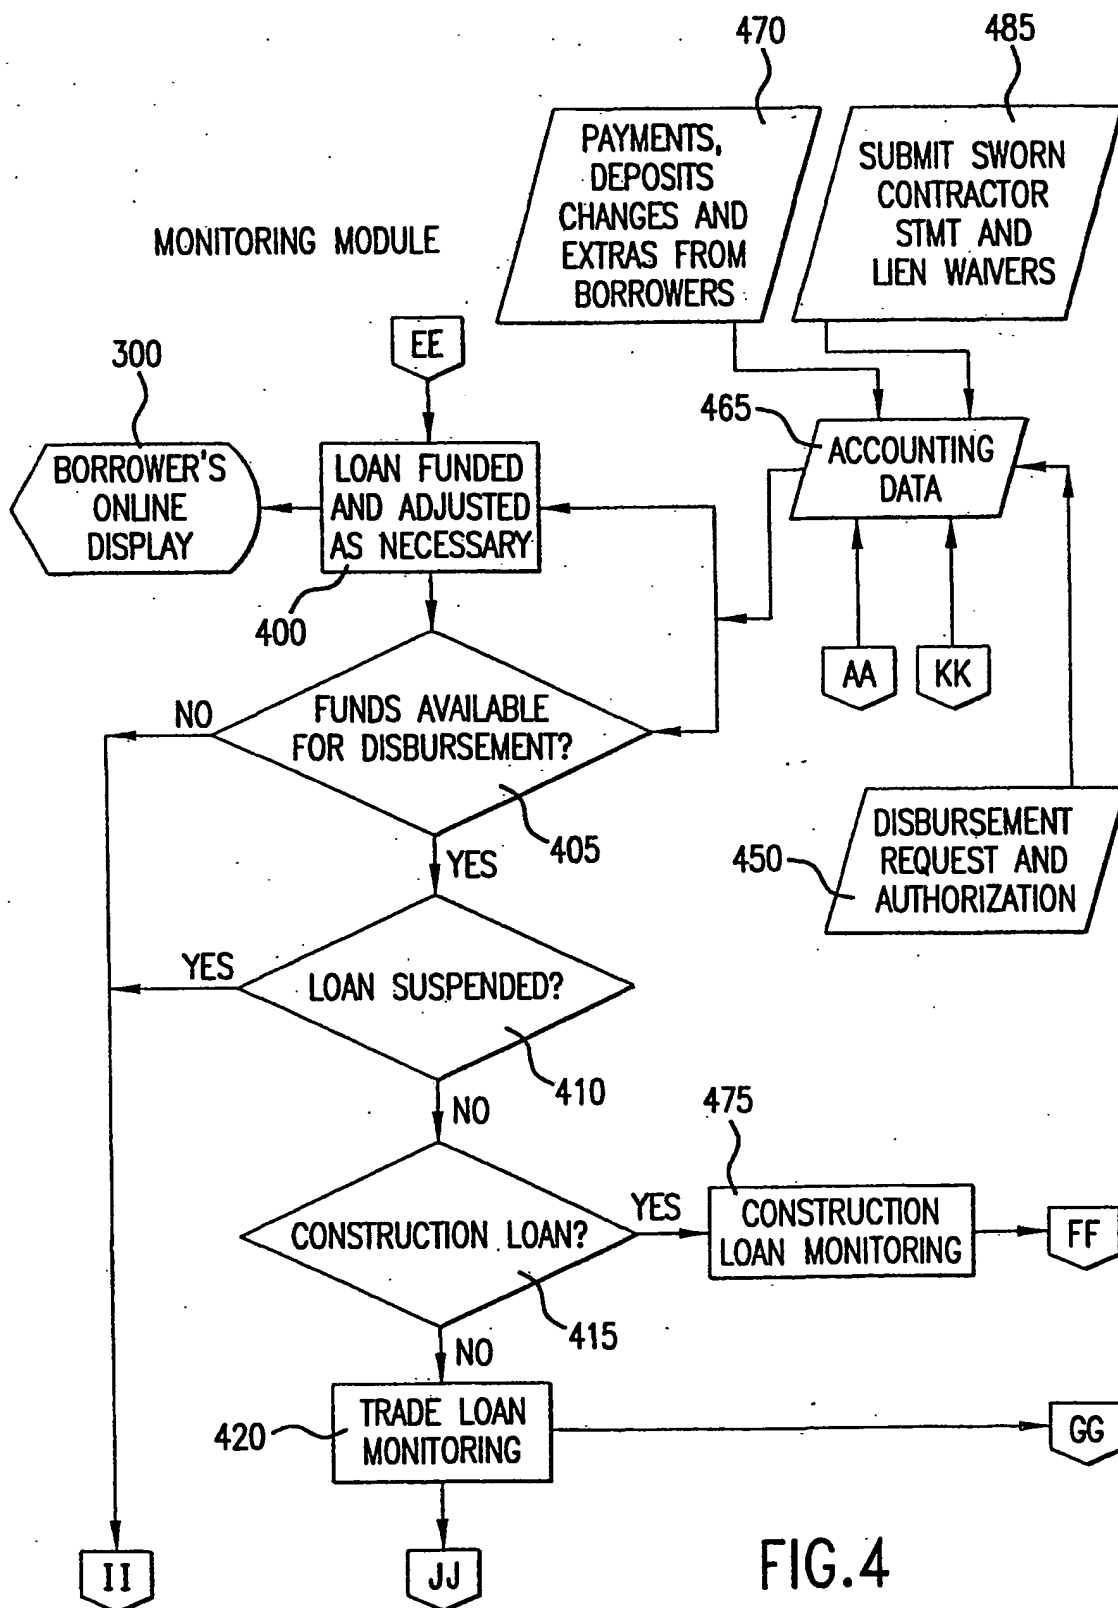 470
485
PAYMENTS,
DEPOSITS
CHANGES AND
EXTRAS FROM
BORROWERS
SUBMIT SWORN
CONTRACTOR
STMT AND
LIEN WAIVERS
MONITORING MODULE
EE
300
BORROWER'S
ONLINE
DISPLAY
LOAN FUNDED
AND ADJUSTED
AS NECESSARY
400
465
ACCOUNTING
DATA
AA
KK
NO
FUNDS AVAILABLE
FOR DISBURSEMENT?
405
YES
450
DISBURSEMENT
REQUEST AND
AUTHORIZATION
YES
LOAN SUSPENDED?
410
NO
475
CONSTRUCTION LOAN?
YES
CONSTRUCTION
LOAN MONITORING
FF
415
NO
420
TRADE LOAN
MONITORING
GG
II
JJ
FIG.4